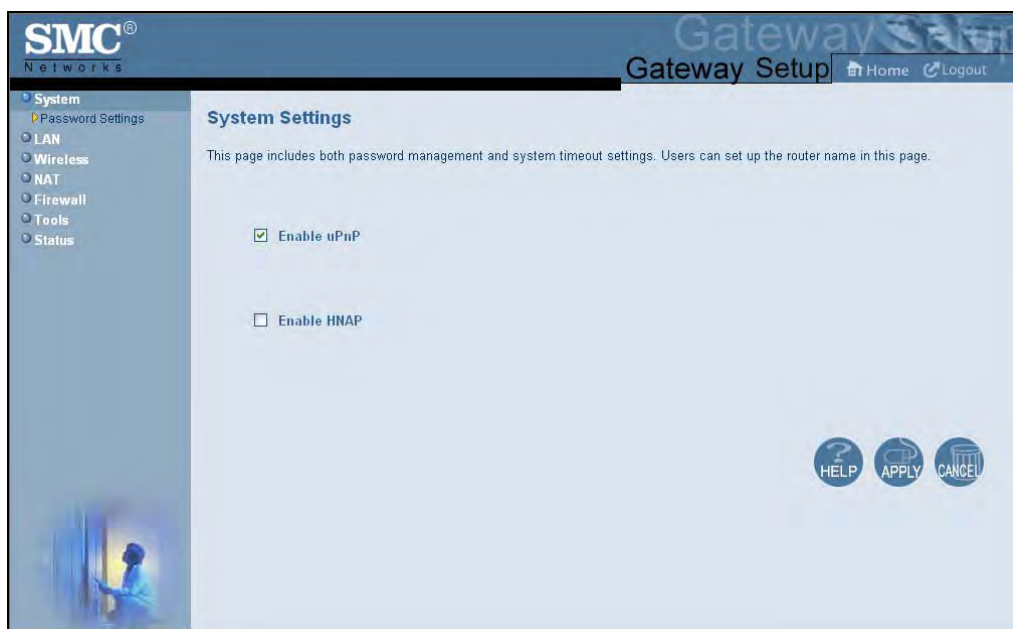 SMC®
Networks
Gateway Setup
Gateway Setup
Home
Logout
System
Password Settings
LAN
Wireless
NAT
Firewall
Tools
Status
System Settings
This page includes both password management and system timeout settings. Users can set up the router name in this page.
Enable uPnP
Enable HNAP
HELP
APPLY
CANCEL